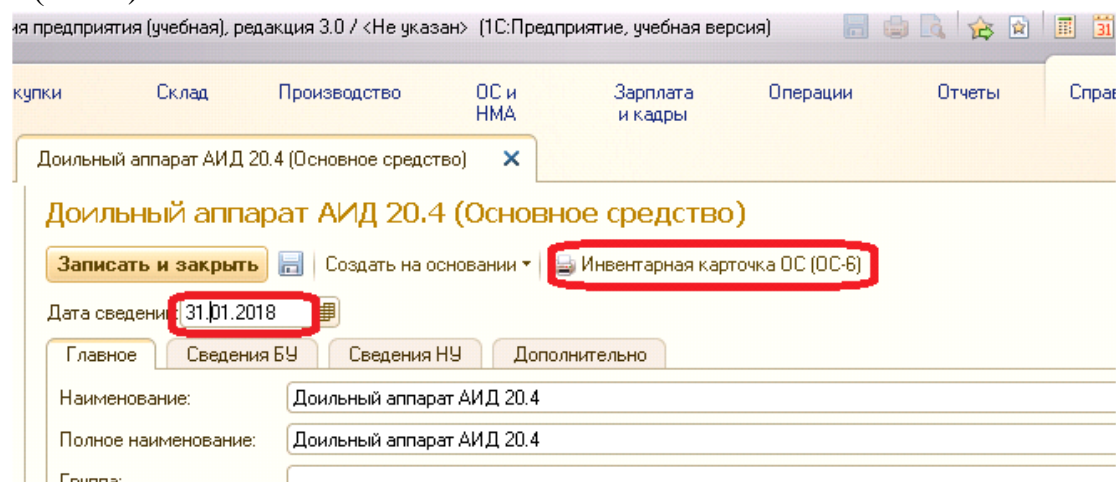 ия предприятия (учебная), редакция 3.0 / <Не указан> (1С:Предприятие, учебная версия)
31
купки Склад Производство ОС и НМА Зарплата и кадры Операции Отчеты Справ
Доильный аппарат АИД 20.4 (Основное средство) ×
Доильный аппарат АИД 20.4 (Основное средство)
Записать и закрыть Создать на основании Инвентарная карточка ОС (ОС-6)
Дата сведений: 31.01.2018
Главное Сведения БУ Сведения НУ Дополнительно
Наименование: Доильный аппарат АИД 20.4
Полное наименование: Доильный аппарат АИД 20.4
Группа: